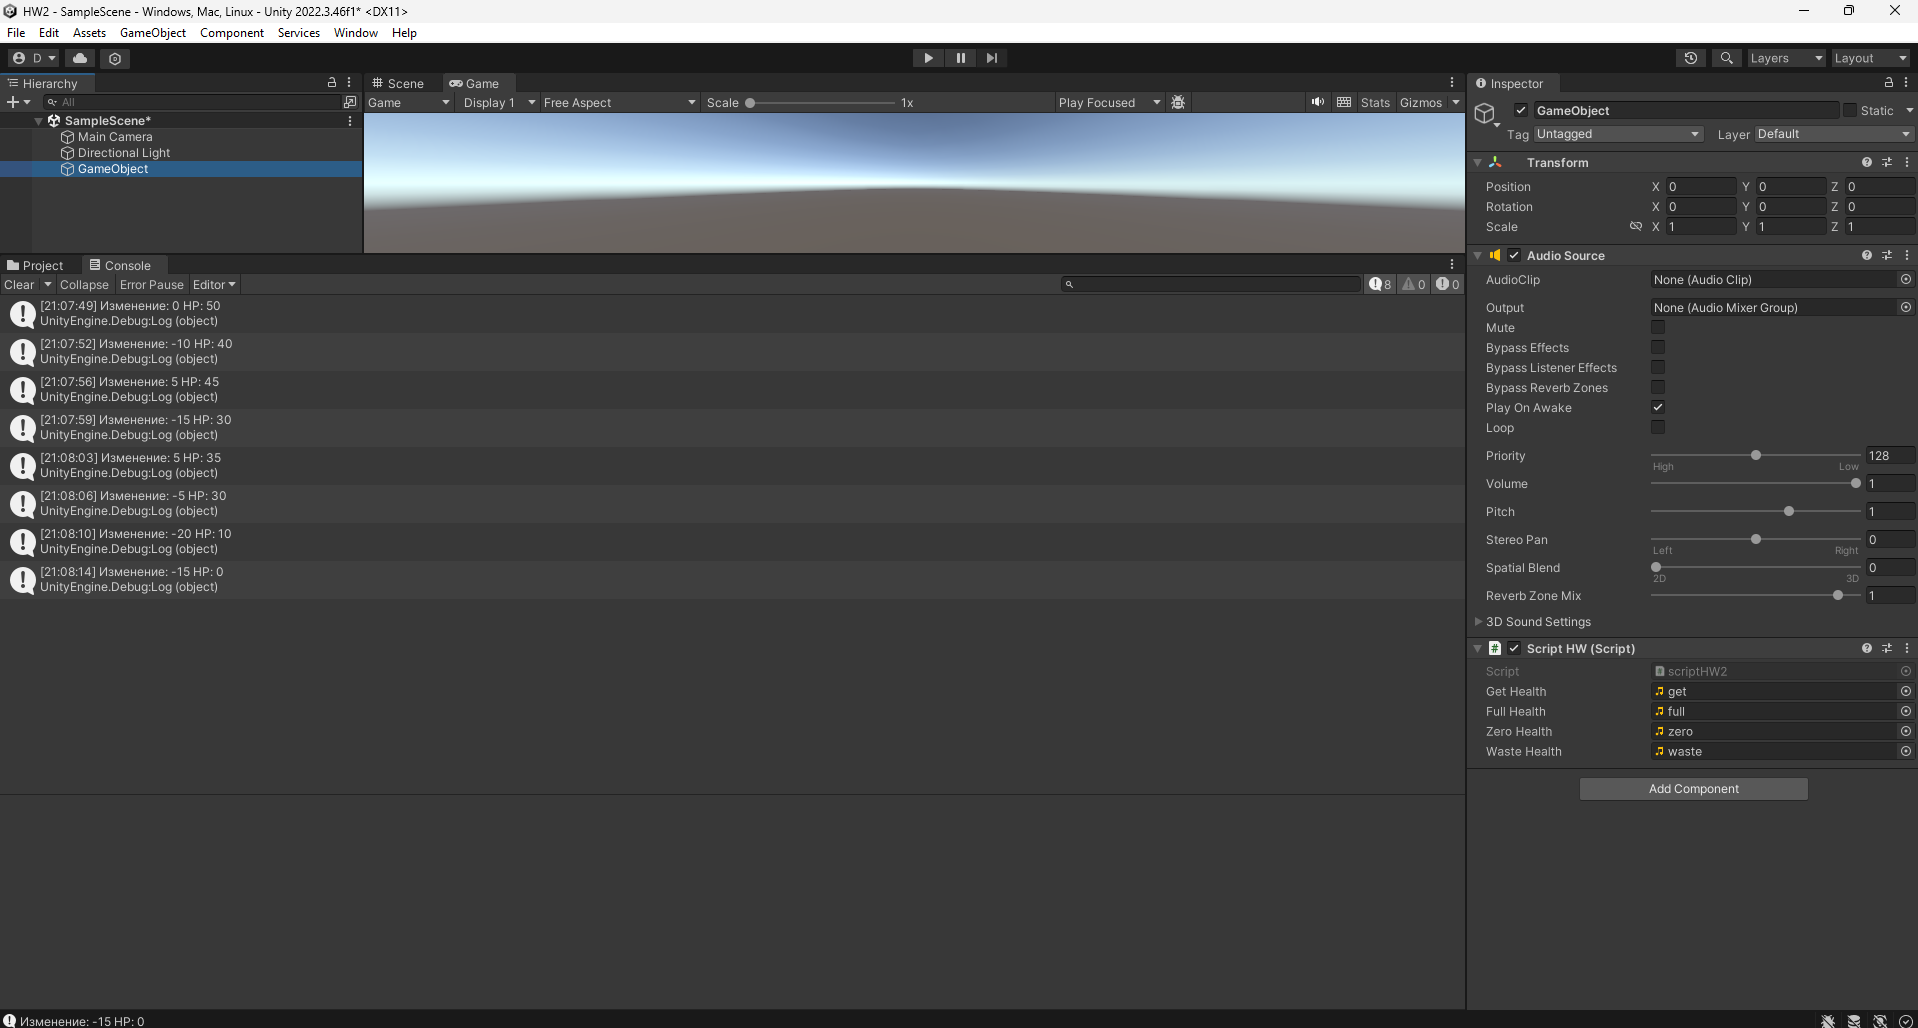 HW2 - SampleScene - Windows, Mac, Linux - Unity 2022.3.46f1* <DX11>
File Edit Assets GameObject Component Services Window Help
D Layers Layout
Hierarchy
All
SampleScene*
Main Camera
Directional Light
GameObject
Scene Game
Game Display 1 Free Aspect Scale 1x Play Focused Stats Gizmos
Project Console
Clear Collapse Error Pause Editor 8 0 0
[21:07:49] Изменение: 0 HP: 50
UnityEngine.Debug:Log (object)
[21:07:52] Изменение: -10 HP: 40
UnityEngine.Debug:Log (object)
[21:07:56] Изменение: 5 HP: 45
UnityEngine.Debug:Log (object)
[21:07:59] Изменение: -15 HP: 30
UnityEngine.Debug:Log (object)
[21:08:03] Изменение: 5 HP: 35
UnityEngine.Debug:Log (object)
[21:08:06] Изменение: -5 HP: 30
UnityEngine.Debug:Log (object)
[21:08:10] Изменение: -20 HP: 10
UnityEngine.Debug:Log (object)
[21:08:14] Изменение: -15 HP: 0
UnityEngine.Debug:Log (object)
Inspector
GameObject Static
Tag Untagged Layer Default
Transform
Position X 0 Y 0 Z 0
Rotation X 0 Y 0 Z 0
Scale X 1 Y 1 Z 1
Audio Source
AudioClip None (Audio Clip)
Output None (Audio Mixer Group)
Mute
Bypass Effects
Bypass Listener Effects
Bypass Reverb Zones
Play On Awake
Loop
Priority 128
High Low
Volume 1
Pitch 1
Stereo Pan 0
Left Right
Spatial Blend 0
2D 3D
Reverb Zone Mix 1
3D Sound Settings
# Script HW (Script)
Script scriptHW2
Get Health get
Full Health full
Zero Health zero
Waste Health waste
Add Component
Изменение: -15 HP: 0